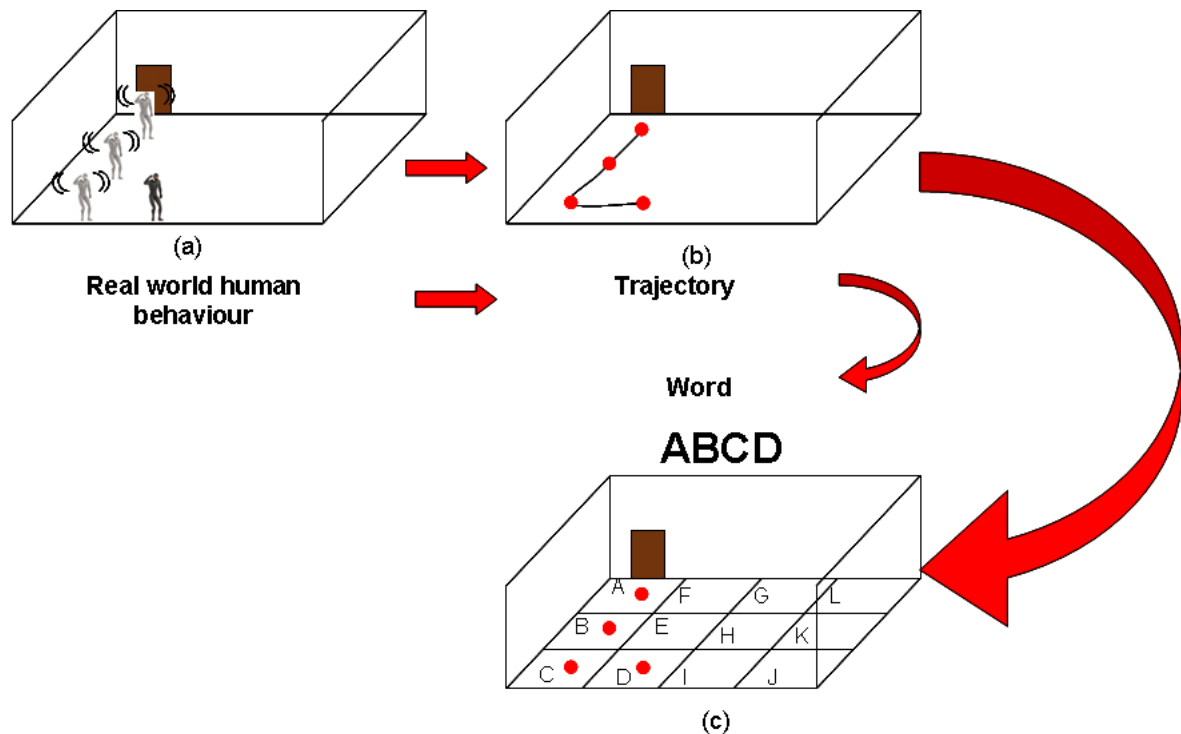 (a)
(b)
Real world human
behaviour
Trajectory
Word
ABCD
A F G L
B E H K
C D I J
(c)